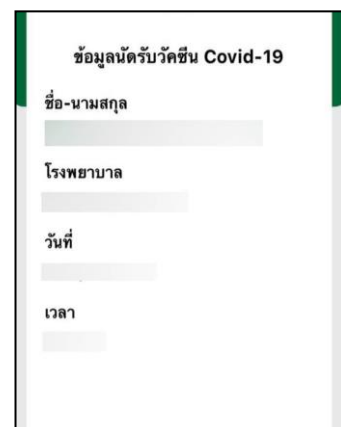 ข้อมูลนัดรับวัคซีน Covid-19
ชื่อ-นามสกุล
โรงพยาบาล
วันที่
เวลา